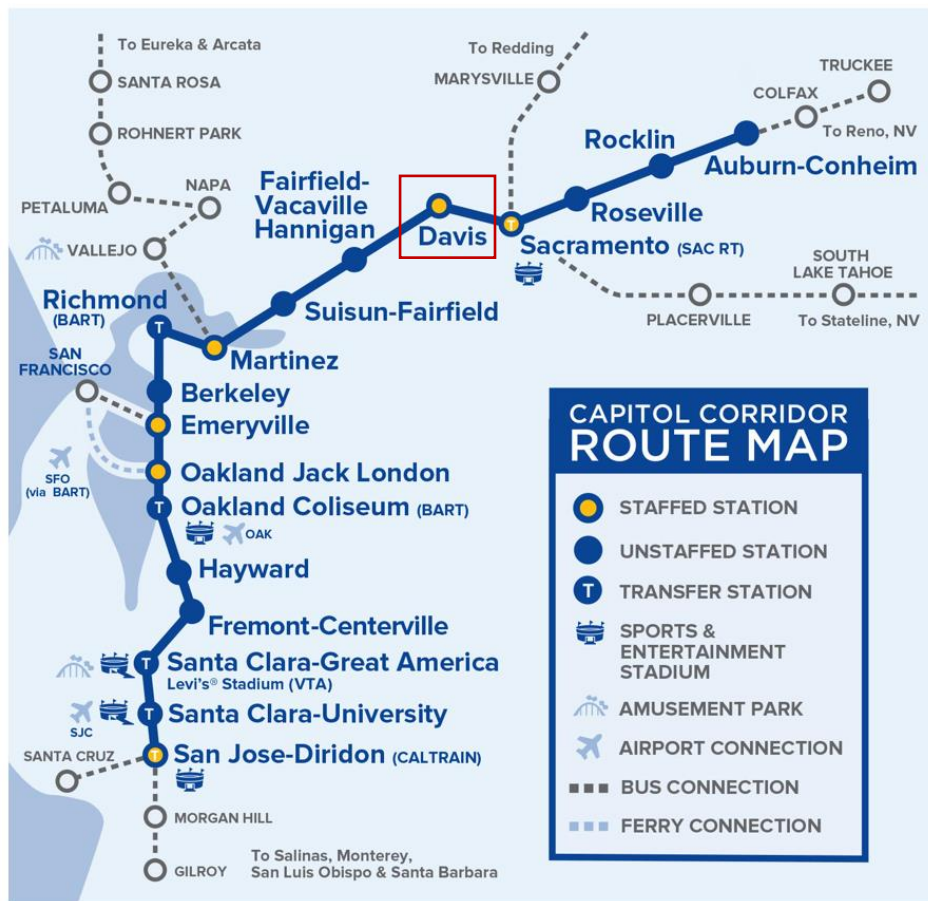 To Eureka & Arcata
SANTA ROSA
ROHNERT PARK
PETALUMA
NAPA
VALLEJO
To Redding
MARYSVILLE
TRUCKEE
COLFAX
To Reno, NV
Rocklin
Auburn-Conheim
Roseville
Fairfield-
Vacaville
Hannigan
Davis
T
Sacramento (SAC RT)
SOUTH
LAKE TAHOE
PLACERVILLE
To Stateline, NV
Suisun-Fairfield
Richmond
(BART)
T
Martinez
SAN
FRANCISCO
Berkeley
Emeryville
SFO
(via BART)
Oakland Jack London
T
Oakland Coliseum (BART)
OAK
Hayward
Fremont-Centerville
T
Santa Clara-Great America
Levi's® Stadium (VTA)
T
Santa Clara-University
SJC
SANTA CRUZ
T
San Jose-Diridon (CALTRAIN)
MORGAN HILL
GILROY
To Salinas, Monterey,
San Luis Obispo & Santa Barbara
CAPITOL CORRIDOR
ROUTE MAP
STAFFED STATION
UNSTAFFED STATION
T
TRANSFER STATION
SPORTS &
ENTERTAINMENT
STADIUM
AMUSEMENT PARK
AIRPORT CONNECTION
BUS CONNECTION
FERRY CONNECTION